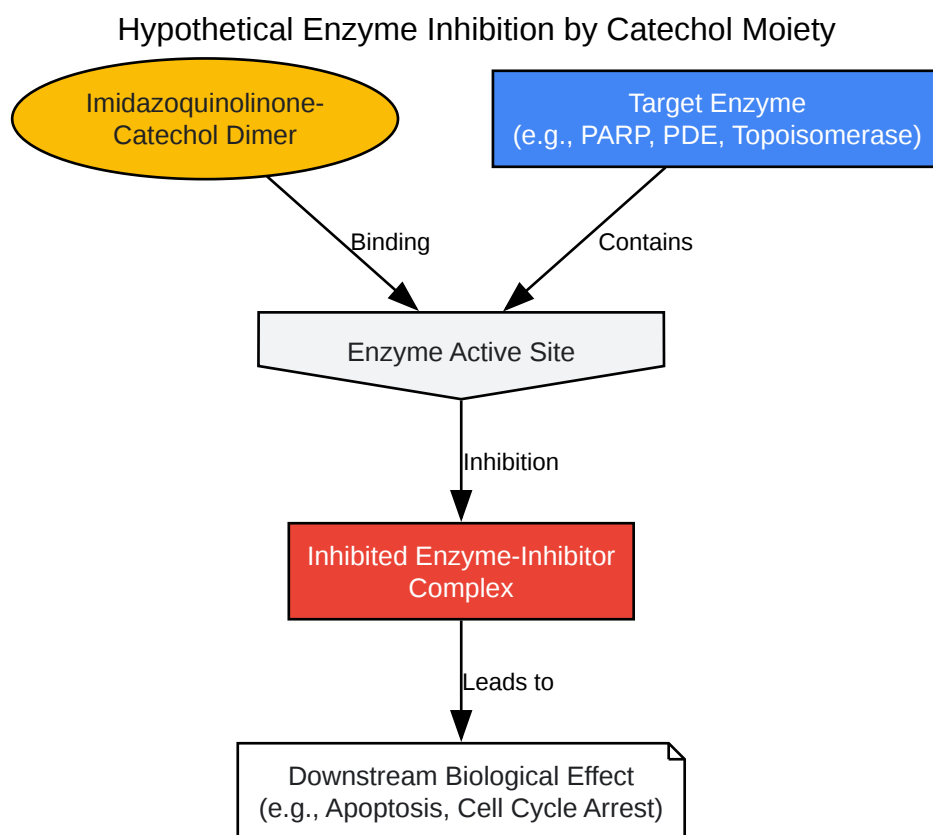 Hypothetical Enzyme Inhibition by Catechol Moiety
Imidazoquinolinone-
Catechol Dimer
Target Enzyme
(e.g., PARP, PDE, Topoisomerase)
Binding
Contains
Enzyme Active Site
Inhibition
Inhibited Enzyme-Inhibitor
Complex
Leads to
Downstream Biological Effect
(e.g., Apoptosis, Cell Cycle Arrest)